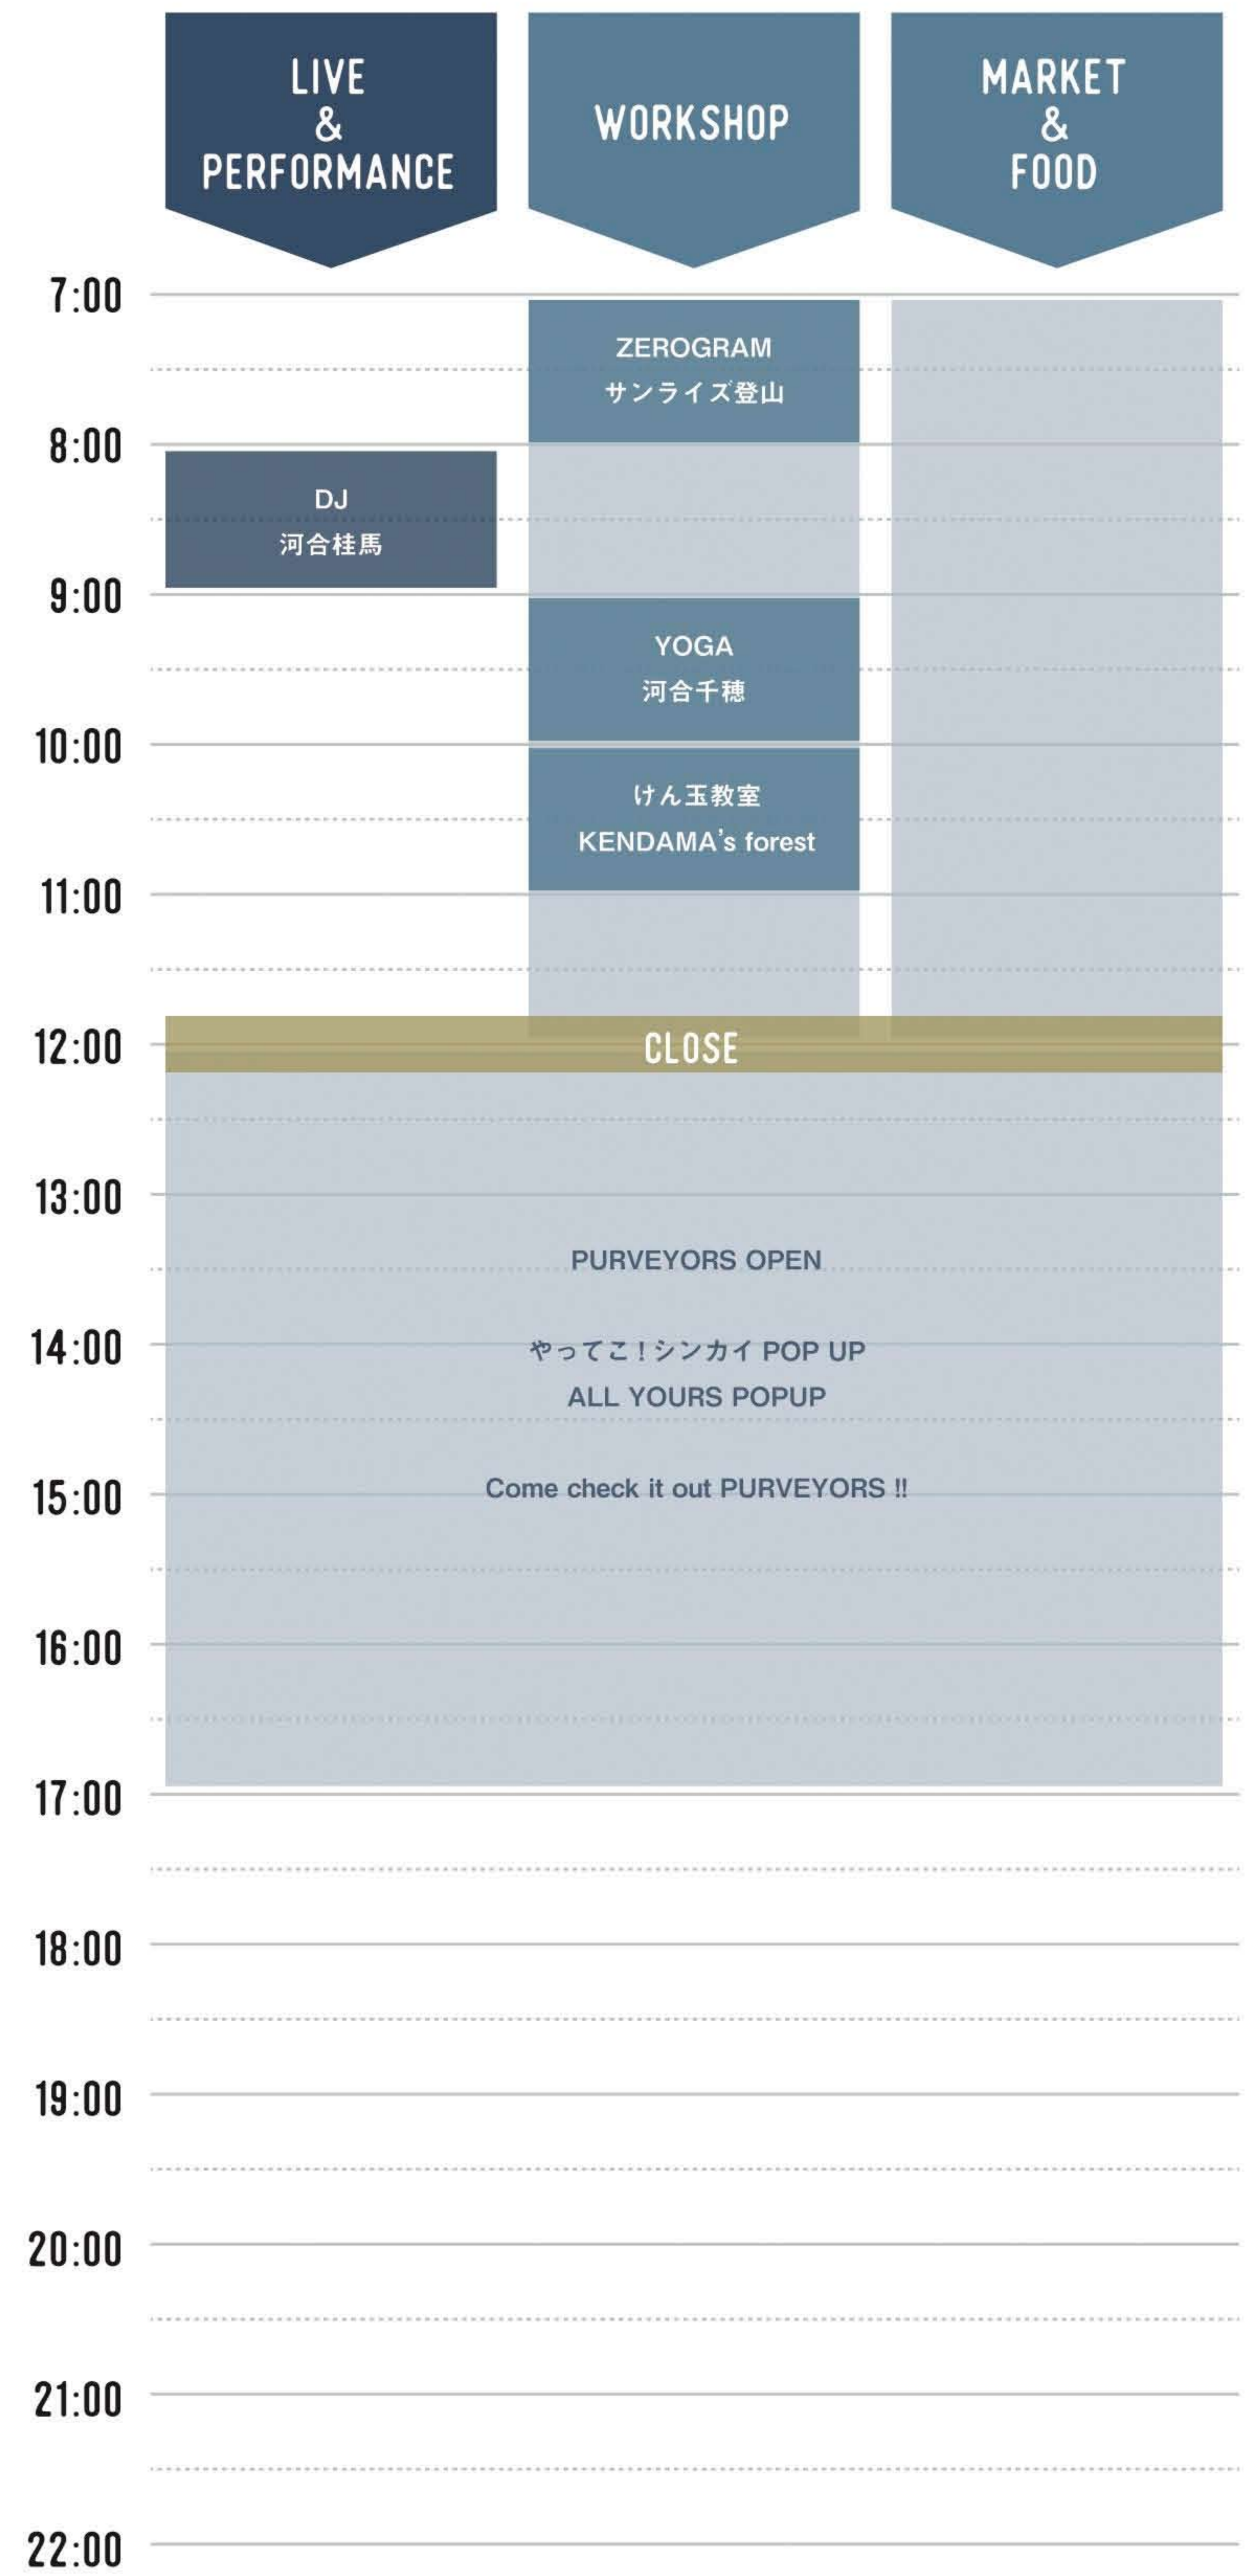 LIVE
&
PERFORMANCE
WORKSHOP
MARKET
&
FOOD
7:00
ZEROGRAM
サンライズ登山
8:00
DJ
河合桂馬
9:00
YOGA
河合千穂
10:00
けん玉教室
KENDAMA's forest
11:00
12:00
CLOSE
13:00
PURVEYORS OPEN
14:00
やってこ!シンカイ POP UP
ALL YOURS POPUP
15:00
Come check it out PURVEYORS !!
16:00
17:00
18:00
19:00
20:00
21:00
22:00